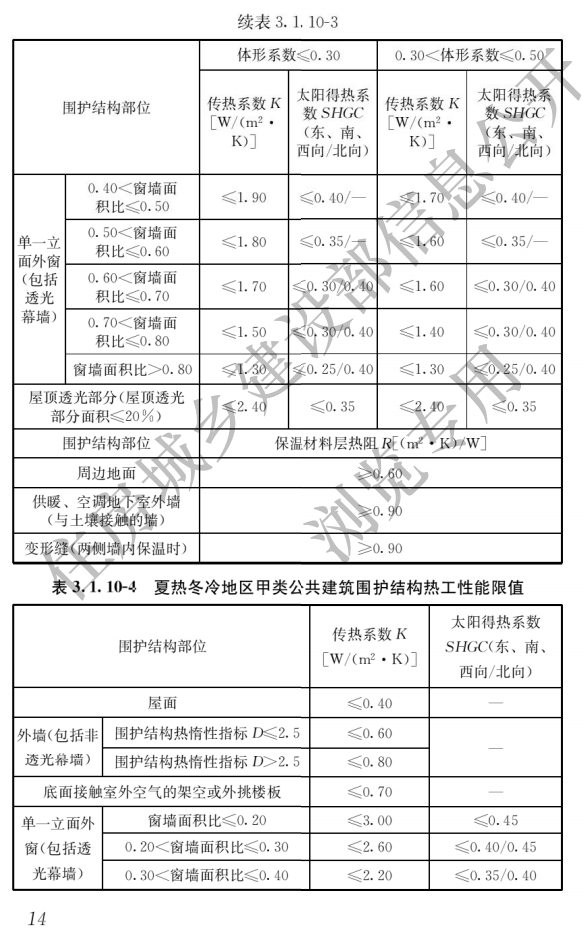 续表 3.1.10-3
围护结构部位 体形系数≤0.30 0.30<体形系数≤0.50
传热系数 K [W/(m²·K)] 太阳得热系数 SHGC (东、南、西向/北向) 传热系数 K [W/(m²·K)] 太阳得热系数 SHGC (东、南、西向/北向)
单一立面外窗(包括透光幕墙)
0.40<窗墙面积比≤0.50 ≤1.90 ≤0.40/— ≤1.70 ≤0.40/—
0.50<窗墙面积比≤0.60 ≤1.80 ≤0.35/— ≤1.60 ≤0.35/—
0.60<窗墙面积比≤0.70 ≤1.70 ≤0.30/0.40 ≤1.60 ≤0.30/0.40
0.70<窗墙面积比≤0.80 ≤1.50 ≤0.30/0.40 ≤1.40 ≤0.30/0.40
窗墙面积比>0.80 ≤1.30 ≤0.25/0.40 ≤1.30 ≤0.25/0.40
屋顶透光部分(屋顶透光部分面积≤20%) ≤2.40 ≤0.35 ≤2.40 ≤0.35
围护结构部位 保温材料层热阻 R[(m²·K)/W]
周边地面 ≥0.60
供暖、空调地下室外墙(与土壤接触的墙) ≥0.90
变形缝(两侧墙内保温时) ≥0.90
表 3.1.10-4 夏热冬冷地区甲类公共建筑围护结构热工性能限值
围护结构部位 传热系数 K [W/(m²·K)] 太阳得热系数 SHGC(东、南、西向/北向)
屋面 ≤0.40 —
外墙(包括非透光幕墙) 围护结构热惰性指标 D≤2.5 ≤0.60 —
围护结构热惰性指标 D>2.5 ≤0.80
底面接触室外空气的架空或外挑楼板 ≤0.70 —
单一立面外窗(包括透光幕墙)
窗墙面积比≤0.20 ≤3.00 ≤0.45
0.20<窗墙面积比≤0.30 ≤2.60 ≤0.40/0.45
0.30<窗墙面积比≤0.40 ≤2.20 ≤0.35/0.40
14
住房城乡建设部信息公开
浏览专用